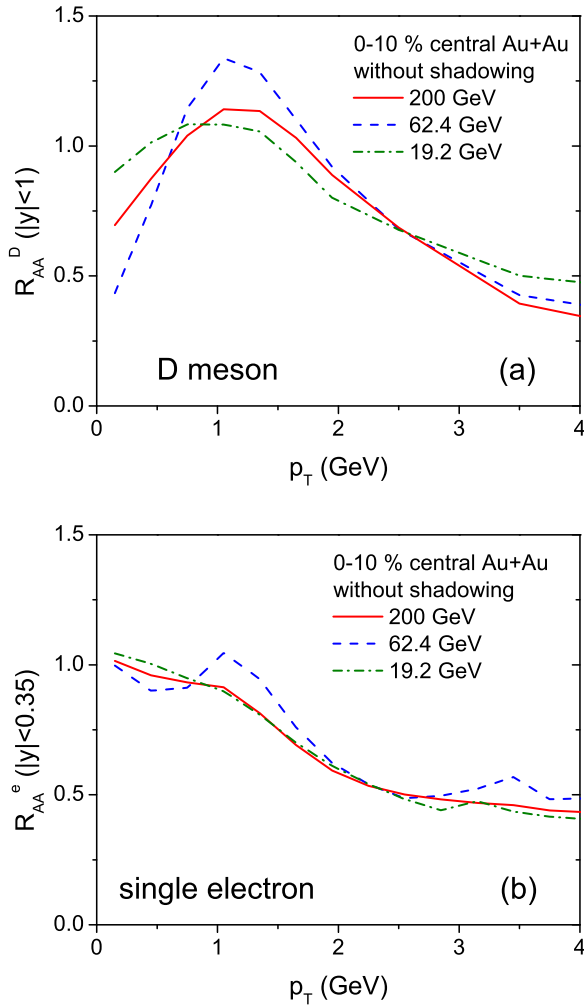 1.5
0-10 % central Au+Au
without shadowing
200 GeV
62.4 GeV
19.2 GeV
1.0
R_AA^D (|y|<1)
0.5
D meson
(a)
0.0
0 1 2 3 4
p_T (GeV)
1.5
0-10 % central Au+Au
without shadowing
200 GeV
62.4 GeV
19.2 GeV
1.0
R_AA^e (|y|<0.35)
0.5
single electron
(b)
0.0
0 1 2 3 4
p_T (GeV)